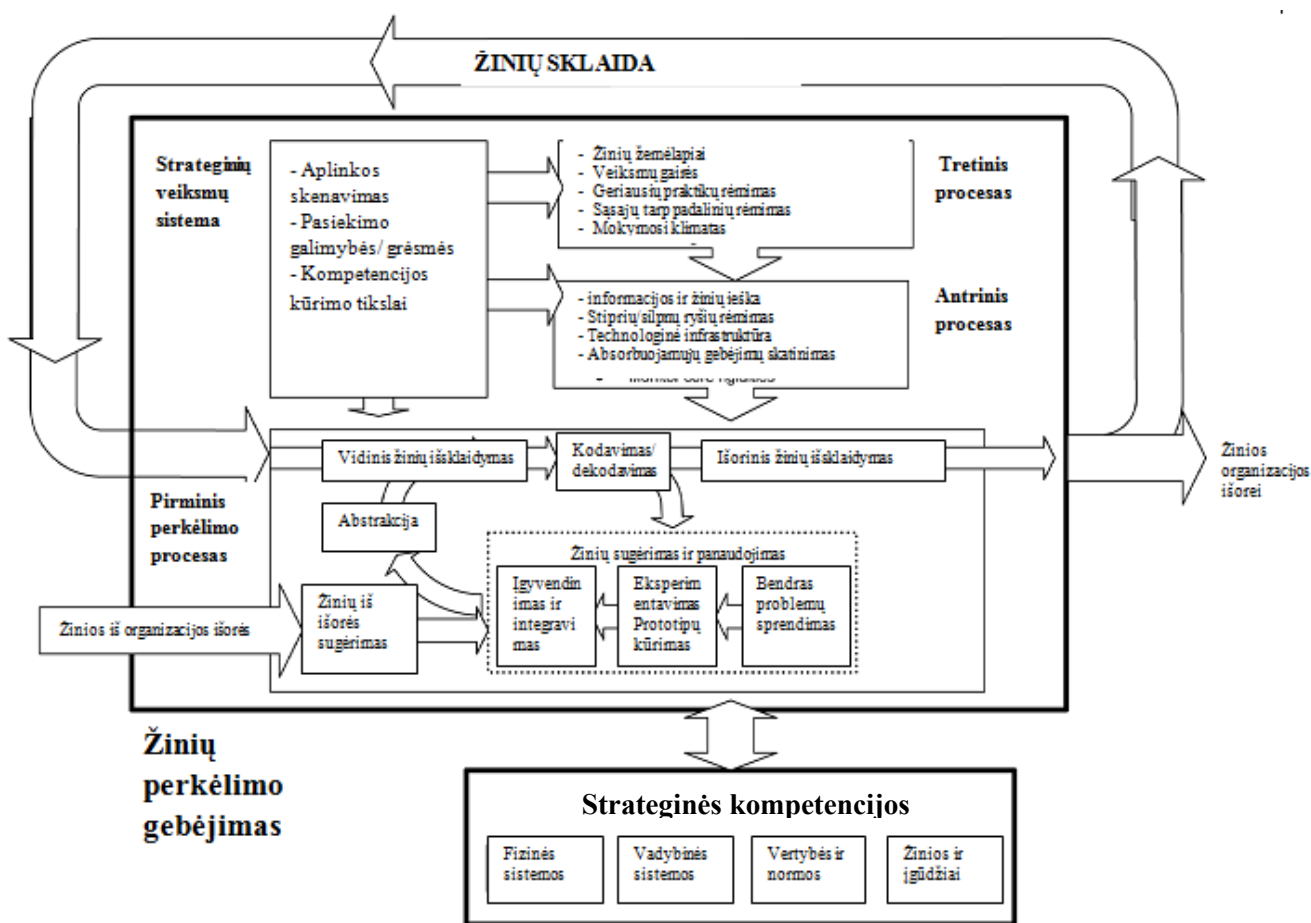 ŽINIŲ SKLAIDA
Strateginių
veiksmų
sistema
- Aplinkos
skenavimas
- Pasiekimo
galimybės/ grėsmės
- Kompetencijos
kūrimo tikslai
- Žinių žemėlapiai
- Veiksmų gairės
- Geriausių praktikų rėmimas
- Sąsajų tarp padalinių rėmimas
- Mokymosi klimatas
Tretinis
procesas
- informacijos ir žinių ieška
- Stiprių/silpnų ryšių rėmimas
- Technologinė infrastruktūra
- Absorbuojamųjų gebėjimų skatinimas
Antrinis
procesas
Vidinis žinių išsklaidymas
Kodavimas/
dekodavimas
Išorinis žinių išsklaidymas
Žinios
organizacijos
išorei
Pirminis
perkėlimo
procesas
Abstrakcija
Žinių sugėrimas ir panaudojimas
Žinios iš organizacijos išorės
Žinių iš
išorės
sugėrimas
Įgyvendin
imas ir
integravi
mas
Eksperim
entavimas
Prototipų
kūrimas
Bendras
problemų
sprendimas
Žinių
perkėlimo
gebėjimas
Strateginės kompetencijos
Fizinės
sistemos
Vadybinės
sistemos
Vertybės ir
normos
Žinios ir
įgūdžiai